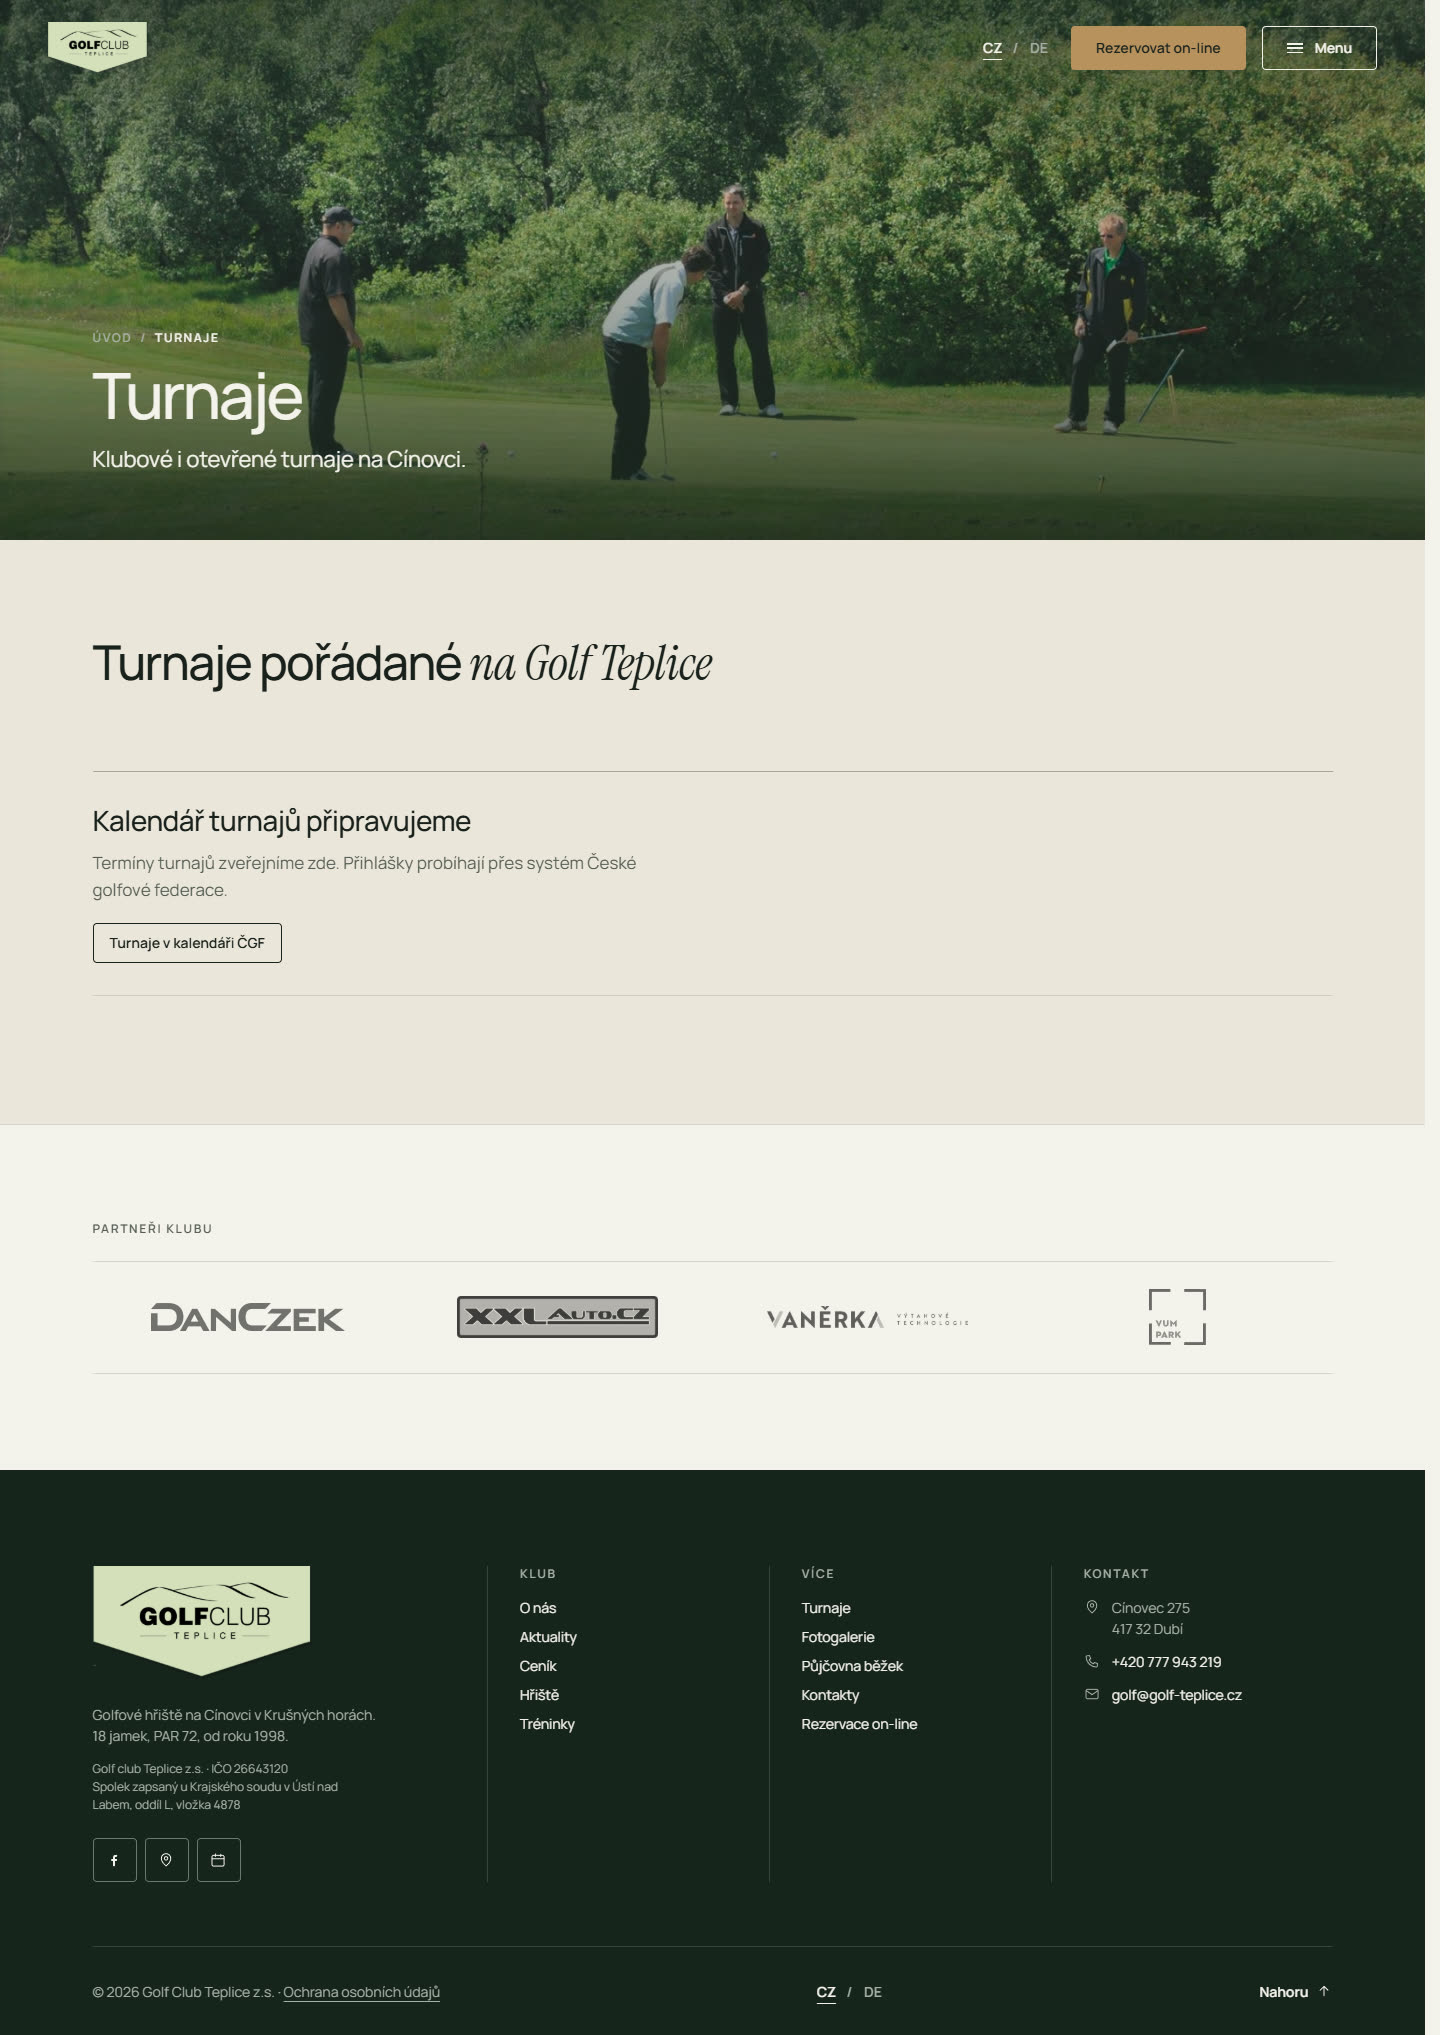 GOLFCLUB
TEPLICE
CZ / DE
Rezervovat on-line
Menu
ÚVOD / TURNAJE
Turnaje
Klubové i otevřené turnaje na Cínovci.
Turnaje pořádané na Golf Teplice
Kalendář turnajů připravujeme
Termíny turnajů zveřejníme zde. Přihlášky probíhají přes systém České
golfové federace.
Turnaje v kalendáři ČGF
PARTNEŘI KLUBU
DANCZEK
XXLAUTO.CZ
VANĚRKA VÝTAHOVÉ
TECHNOLOGIE
VUM
PARK
GOLFCLUB
TEPLICE
Golfové hřiště na Cínovci v Krušných horách.
18 jamek, PAR 72, od roku 1998.
Golf club Teplice z.s. · IČO 26643120
Spolek zapsaný u Krajského soudu v Ústí nad
Labem, oddíl L, vložka 4878
KLUB
O nás
Aktuality
Ceník
Hřiště
Tréninky
VÍCE
Turnaje
Fotogalerie
Půjčovna běžek
Kontakty
Rezervace on-line
KONTAKT
Cínovec 275
417 32 Dubí
+420 777 943 219
golf@golf-teplice.cz
© 2026 Golf Club Teplice z.s. · Ochrana osobních údajů
CZ / DE
Nahoru